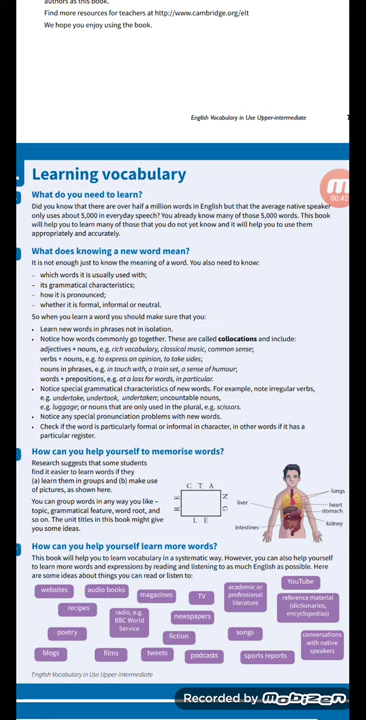 authors as this book.
Find more resources for teachers at http://www.cambridge.org/elt
We hope you enjoy using the book.
English Vocabulary in Use Upper-intermediate
7
Learning vocabulary
What do you need to learn?
Did you know that there are over half a million words in English but that the average native speaker
only uses about 5,000 in everyday speech? You already know many of those 5,000 words. This book
will help you to learn many of those that you do not yet know and it will help you to use them
appropriately and accurately.
00:42
What does knowing a new word mean?
It is not enough just to know the meaning of a word. You also need to know:
– which words it is usually used with;
– its grammatical characteristics;
– how it is pronounced;
– whether it is formal, informal or neutral.
So when you learn a word you should make sure that you:
• Learn new words in phrases not in isolation.
• Notice how words commonly go together. These are called collocations and include:
adjectives + nouns, e.g. rich vocabulary, classical music, common sense;
verbs + nouns, e.g. to express an opinion, to take sides;
nouns in phrases, e.g. in touch with, a train set, a sense of humour;
words + prepositions, e.g. at a loss for words, in particular.
• Notice special grammatical characteristics of new words. For example, note irregular verbs,
e.g. undertake, undertook, undertaken; uncountable nouns,
e.g. luggage; or nouns that are only used in the plural, e.g. scissors.
• Notice any special pronunciation problems with new words.
• Check if the word is particularly formal or informal in character, in other words if it has a
particular register.
How can you help yourself to memorise words?
Research suggests that some students
find it easier to learn words if they
(a) learn them in groups and (b) make use
of pictures, as shown here.
You can group words in any way you like –
topic, grammatical feature, word root, and
so on. The unit titles in this book might give
you some ideas.
C T A
N G
L E
R E
liver
intestines
lungs
heart
stomach
kidney
How can you help yourself learn more words?
This book will help you to learn vocabulary in a systematic way. However, you can also help yourself
to learn more words and expressions by reading and listening to as much English as possible. Here
are some ideas about things you can read or listen to:
websites
audio books
magazines
TV
academic or
professional
literature
YouTube
recipes
radio, e.g.
BBC World
Service
newspapers
reference material
(dictionaries,
encyclopedias)
poetry
fiction
songs
conversations
with native
speakers
blogs
films
tweets
podcasts
sports reports
English Vocabulary in Use Upper-intermediate
Recorded by mobizen